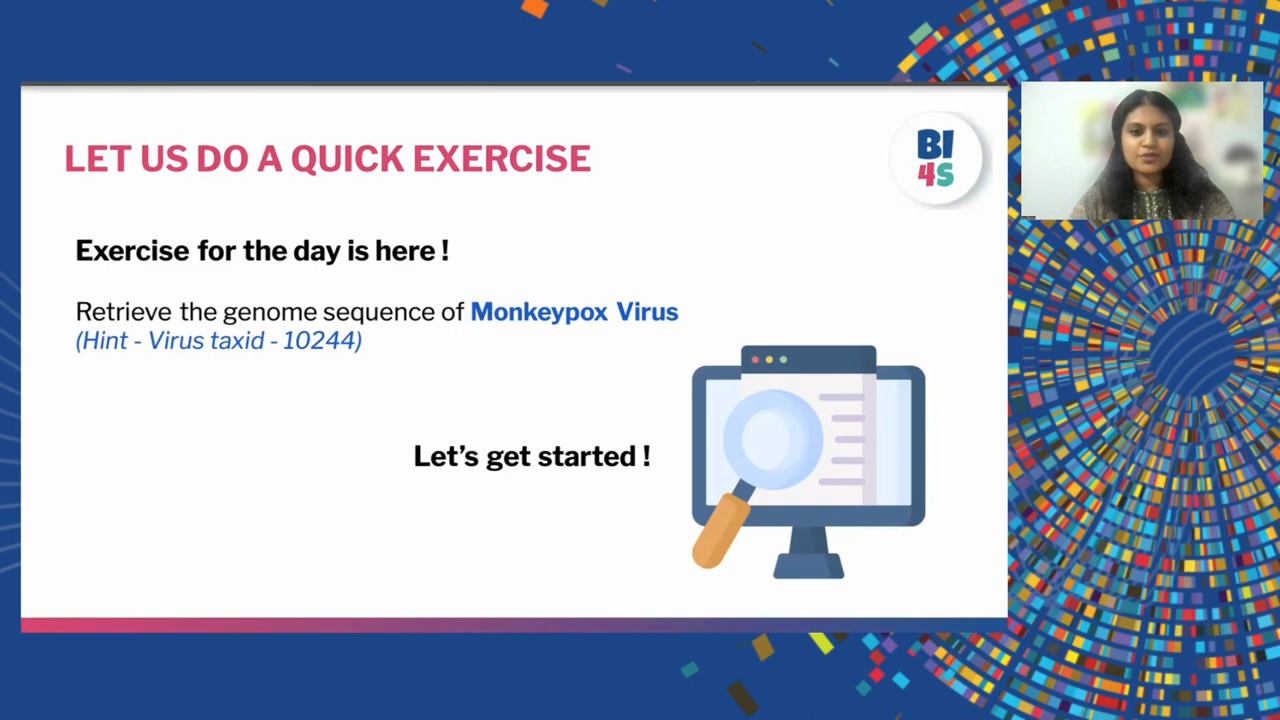 LET US DO A QUICK EXERCISE
BI
4S
Exercise for the day is here !
Retrieve the genome sequence of Monkeypox Virus
(Hint - Virus taxid - 10244)
Let’s get started !